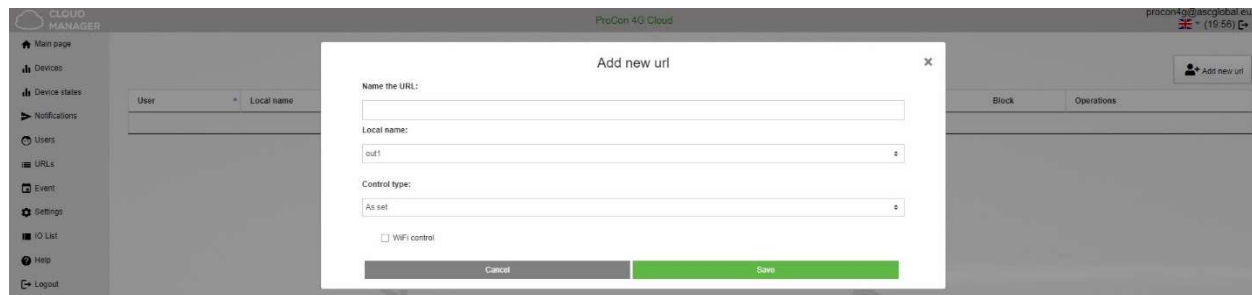 CLOUD
MANAGER
ProCon 4G Cloud
procon4g@ascglobal.eu
(19:56)
Main page
Devices
Device states
Notifications
Users
URLs
Event
Settings
IO List
Help
Logout
Add new url
User
Local name
Block
Operations
Add new url
×
Name the URL:
Local name:
out1
Control type:
As set
WiFi control
Cancel
Save